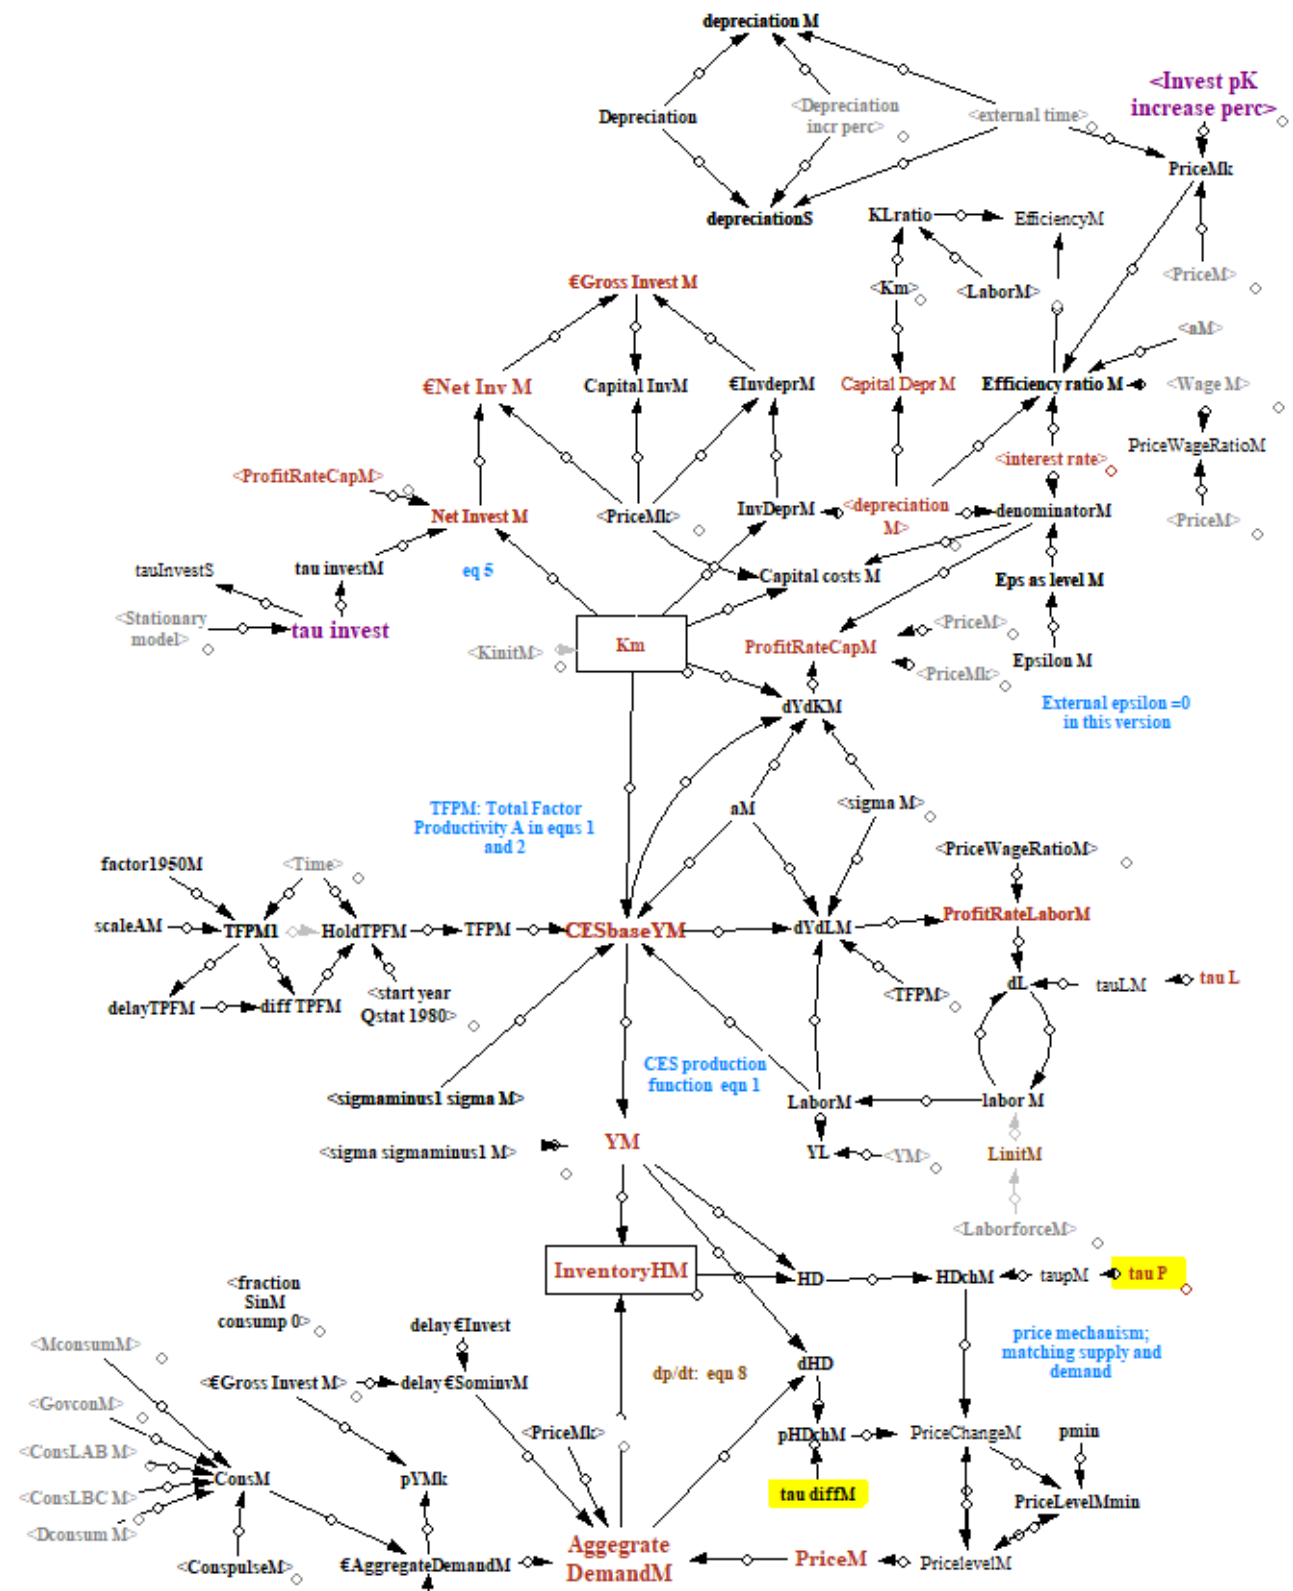 depreciation M
<Invest pK
increase perc>
Depreciation
<Depreciation
incr perc>
<external time>
PriceMk
depreciationS
KLratio
EfficiencyM
<PriceM>
€Gross Invest M
<Km>
<LaborM>
<aM>
€Net Inv M
Capital InvM
€InvdeprM
Capital Depr M
Efficiency ratio M
<Wage M>
PriceWageRatioM
<interest rate>
<ProfitRateCapM>
Net Invest M
<PriceMk>
InvDeprM
<depreciation
M>
denominatorM
<PriceM>
tauInvestS
tau investM
eq 5
Capital costs M
Eps as level M
<Stationary
model>
tau invest
<KinitM>
Km
ProfitRateCapM
<PriceM>
<PriceMk>
Epsilon M
dYdKM
External epsilon =0
in this version
TFPM: Total Factor
Productivity A in eqns 1
and 2
aM
<sigma M>
factor1950M
<Time>
<PriceWageRatioM>
scaleAM
TFPM1
HoldTPFM
TFPM
CESbaseYM
dYdLM
ProfitRateLaborM
delayTPFM
diff TPFM
<start year
Qstat 1980>
<TFPM>
dL
tauLM
tau L
CES production
function eqn 1
<sigmaminus1 sigma M>
LaborM
labor M
YM
<sigma sigmaminus1 M>
YL
<YM>
LinitM
<LaborforceM>
InventoryHM
HD
HDchM
taupM
tau P
<fraction
SinM
consump 0>
delay €Invest
price mechanism;
matching supply and
demand
<MconsumM>
dp/dt: eqn 8
dHD
<€Gross Invest M>
delay €SominvM
<GovconM>
<PriceMk>
pHDchM
PriceChangeM
pmin
<ConsLAB M>
ConsM
pYMk
<ConsLBC M>
tau diffM
PriceLevelMmin
<Dconsum M>
<ConspulseM>
€AggregateDemandM
Aggegrate
DemandM
PriceM
PricelevelM